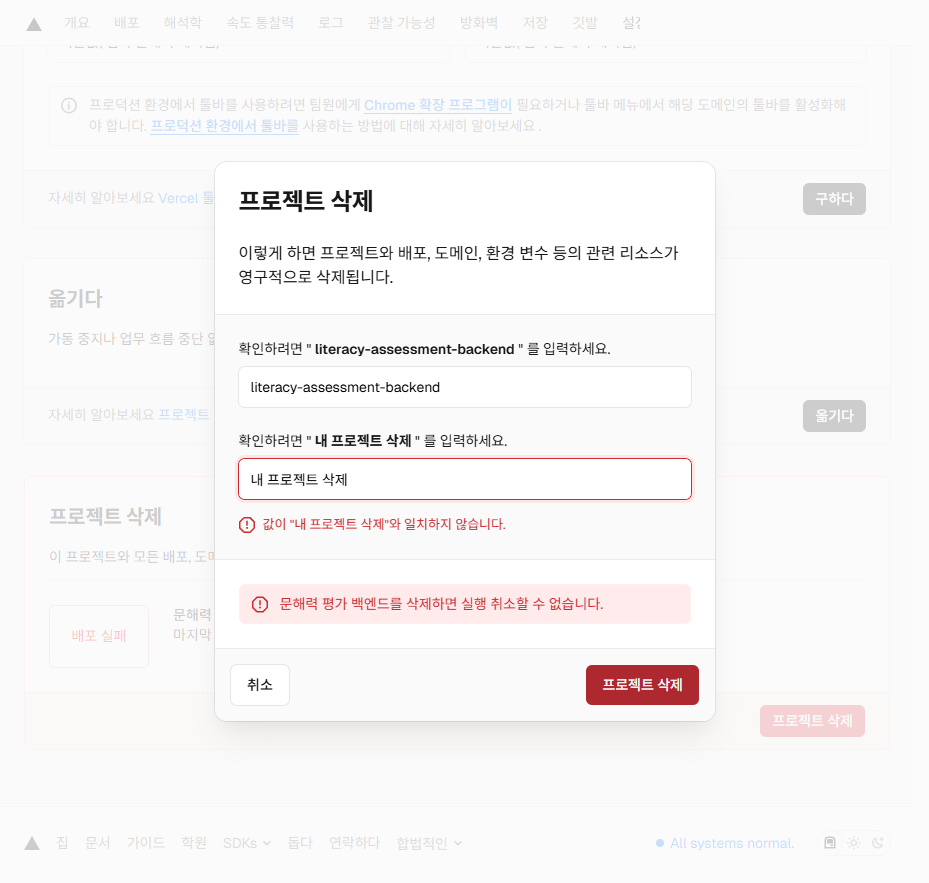 개요 배포 해석학 속도 통찰력 로그 관찰 가능성 방화벽 저장 깃발
프로덕션 환경에서 툴바를 사용하려면 팀원에게 Chrome 확장 프로그램이 필요하거나 툴바 메뉴에서 해당 도메인의 툴바를 활성화해
야 합니다. 프로덕션 환경에서 툴바를 사용하는 방법에 대해 자세히 알아보세요 .
자세히 알아보세요 Vercel
구하다
옮기다
가동 중지나 업무 흐름 중단
자세히 알아보세요 프로젝트
옮기다
프로젝트 삭제
이 프로젝트와 모든 배포,
배포 실패
문해력
마지막
프로젝트 삭제
프로젝트 삭제
이렇게 하면 프로젝트와 배포, 도메인, 환경 변수 등의 관련 리소스가
영구적으로 삭제됩니다.
확인하려면 " literacy-assessment-backend " 를 입력하세요.
literacy-assessment-backend
확인하려면 " 내 프로젝트 삭제 " 를 입력하세요.
내 프로젝트 삭제
값이 "내 프로젝트 삭제"와 일치하지 않습니다.
문해력 평가 백엔드를 삭제하면 실행 취소할 수 없습니다.
취소
프로젝트 삭제
집 문서 가이드 학원 SDKs 돕다 연락하다 합법적인
All systems normal.